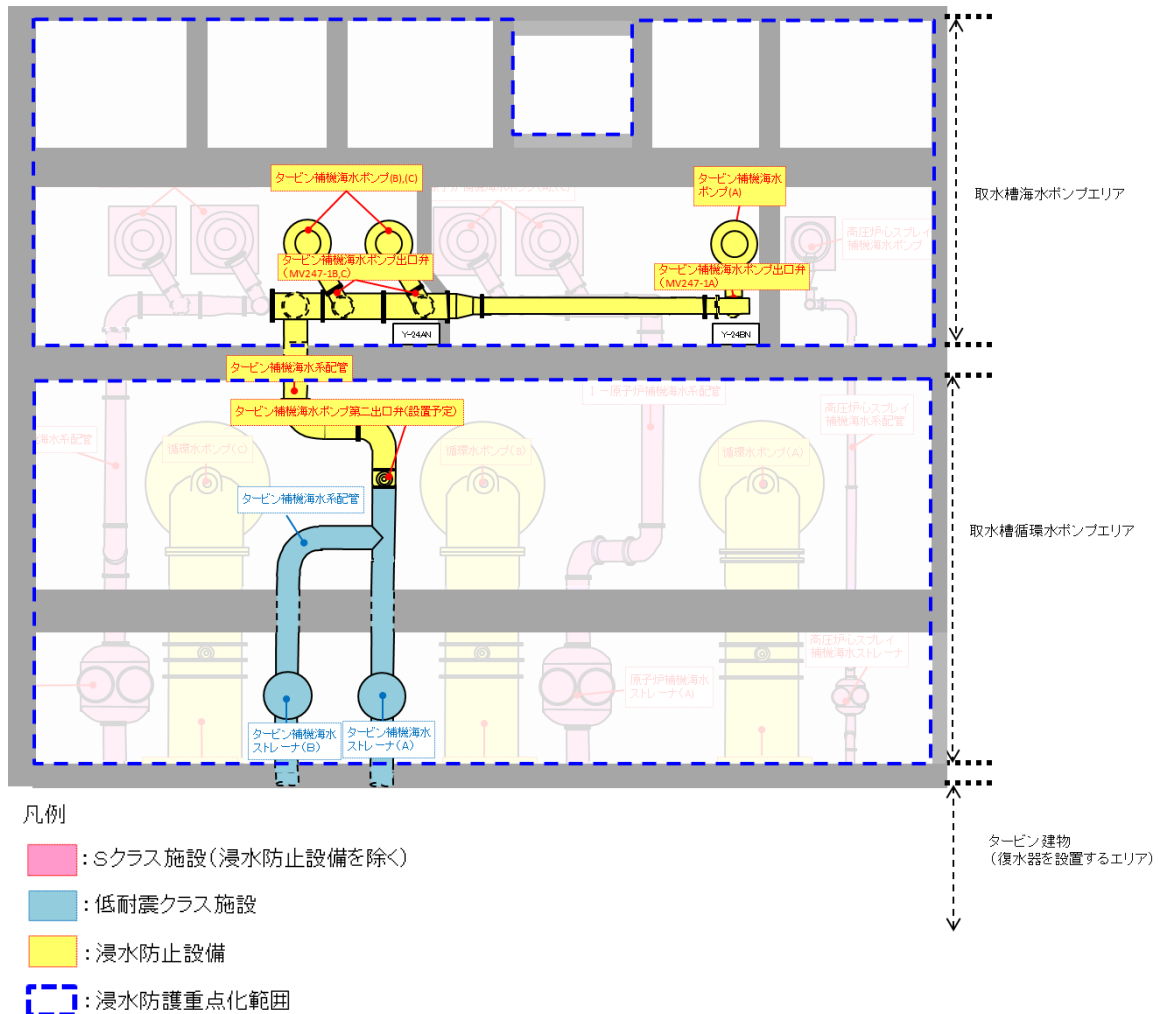 タービン補機海水ポンプ(B),(C)
タービン補機海水
ポンプ(A)
取水槽海水ポンプエリア
高圧炉心スプレイ
補機海水ポンプ
タービン補機海水ポンプ出口弁
(MV247-1B,C)
タービン補機海水ポンプ出口弁
(MV247-1A)
Y-24AN
Y-24BN
タービン補機海水系配管
タービン補機海水ポンプ第二出口弁(設置予定)
Ⅰ-原子炉補機海水系配管
高圧炉心スプレイ
補機海水系配管
海水系配管
循環水ポンプ(C)
循環水ポンプ(B)
循環水ポンプ(A)
タービン補機海水系配管
取水槽循環水ポンプエリア
高圧炉心スプレイ
補機海水ストレーナ
原子炉補機海水
ストレーナ(A)
タービン補機海水
ストレーナ(B)
タービン補機海水
ストレーナ(A)
タービン建物
(復水器を設置するエリア)
凡例
:Sクラス施設(浸水防止設備を除く)
:低耐震クラス施設
:浸水防止設備
:浸水防護重点化範囲